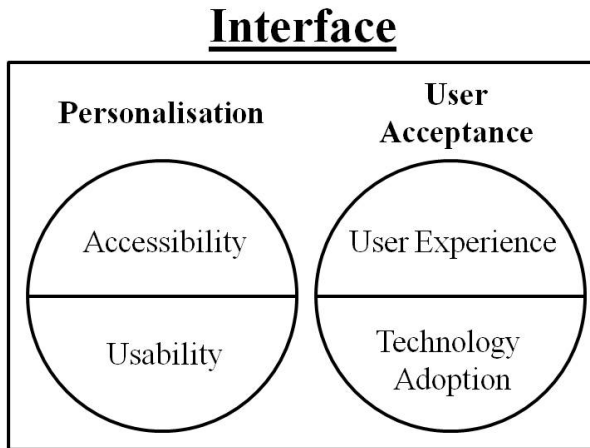 Interface
Personalisation
User
Acceptance
Accessibility
Usability
User Experience
Technology
Adoption